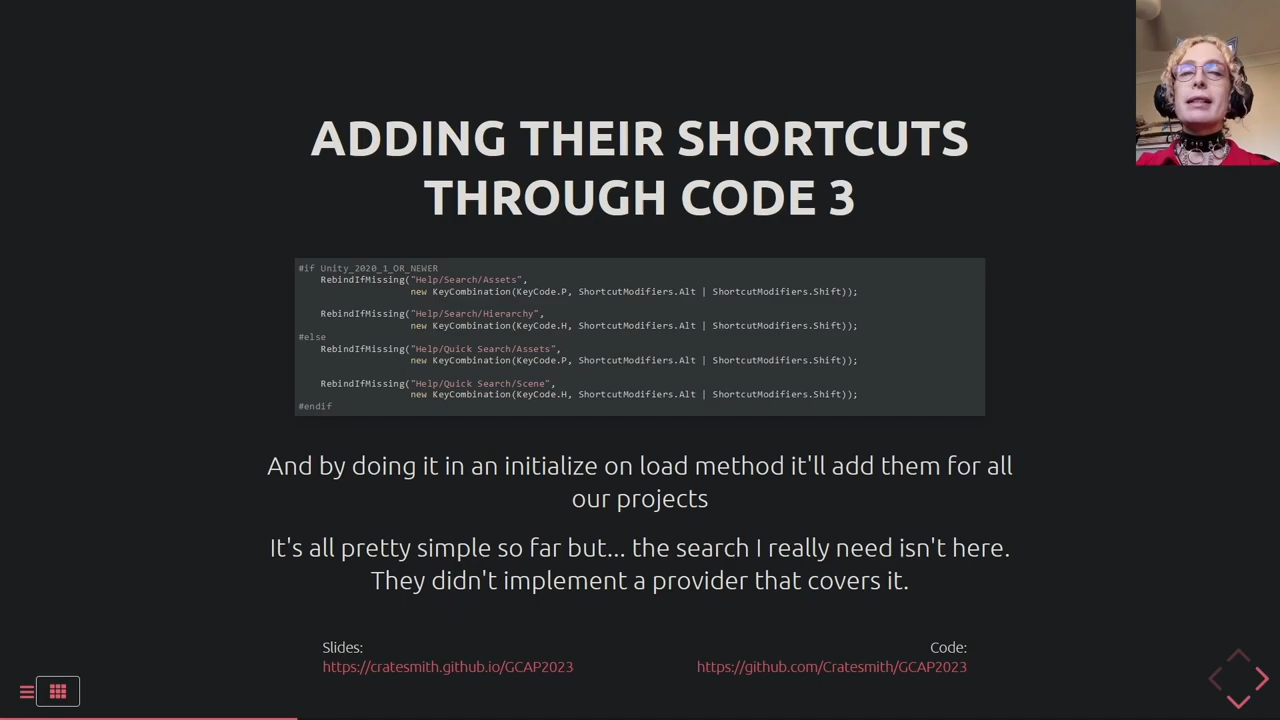 ADDING THEIR SHORTCUTS
THROUGH CODE 3
#if Unity_2020_1_OR_NEWER
RebindIfMissing("Help/Search/Assets",
new KeyCombination(KeyCode.P, ShortcutModifiers.Alt | ShortcutModifiers.Shift));
RebindIfMissing("Help/Search/Hierarchy",
new KeyCombination(KeyCode.H, ShortcutModifiers.Alt | ShortcutModifiers.Shift));
#else
RebindIfMissing("Help/Quick Search/Assets",
new KeyCombination(KeyCode.P, ShortcutModifiers.Alt | ShortcutModifiers.Shift));
RebindIfMissing("Help/Quick Search/Scene",
new KeyCombination(KeyCode.H, ShortcutModifiers.Alt | ShortcutModifiers.Shift));
#endif
And by doing it in an initialize on load method it'll add them for all
our projects
It's all pretty simple so far but... the search I really need isn't here.
They didn't implement a provider that covers it.
Slides:
https://cratesmith.github.io/GCAP2023
Code:
https://github.com/Cratesmith/GCAP2023